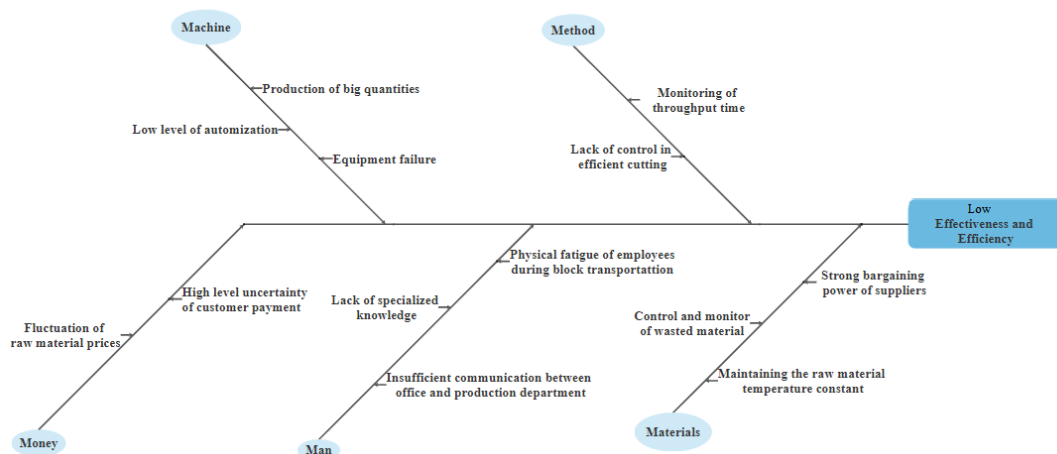 Machine
Method
Production of big quantities
Monitoring of
throughput time
Low level of automization
Equipment failure
Lack of control in
efficient cutting
Low
Effectiveness and
Efficiency
Physical fatigue of employees
during block transportattion
Strong bargaining
power of suppliers
High level uncertainty
of customer payment
Lack of specialized
knowledge
Control and monitor
of wasted material
Fluctuation of
raw material prices
Insufficient communication between
office and production department
Maintaining the raw material
temperature constant
Money
Man
Materials